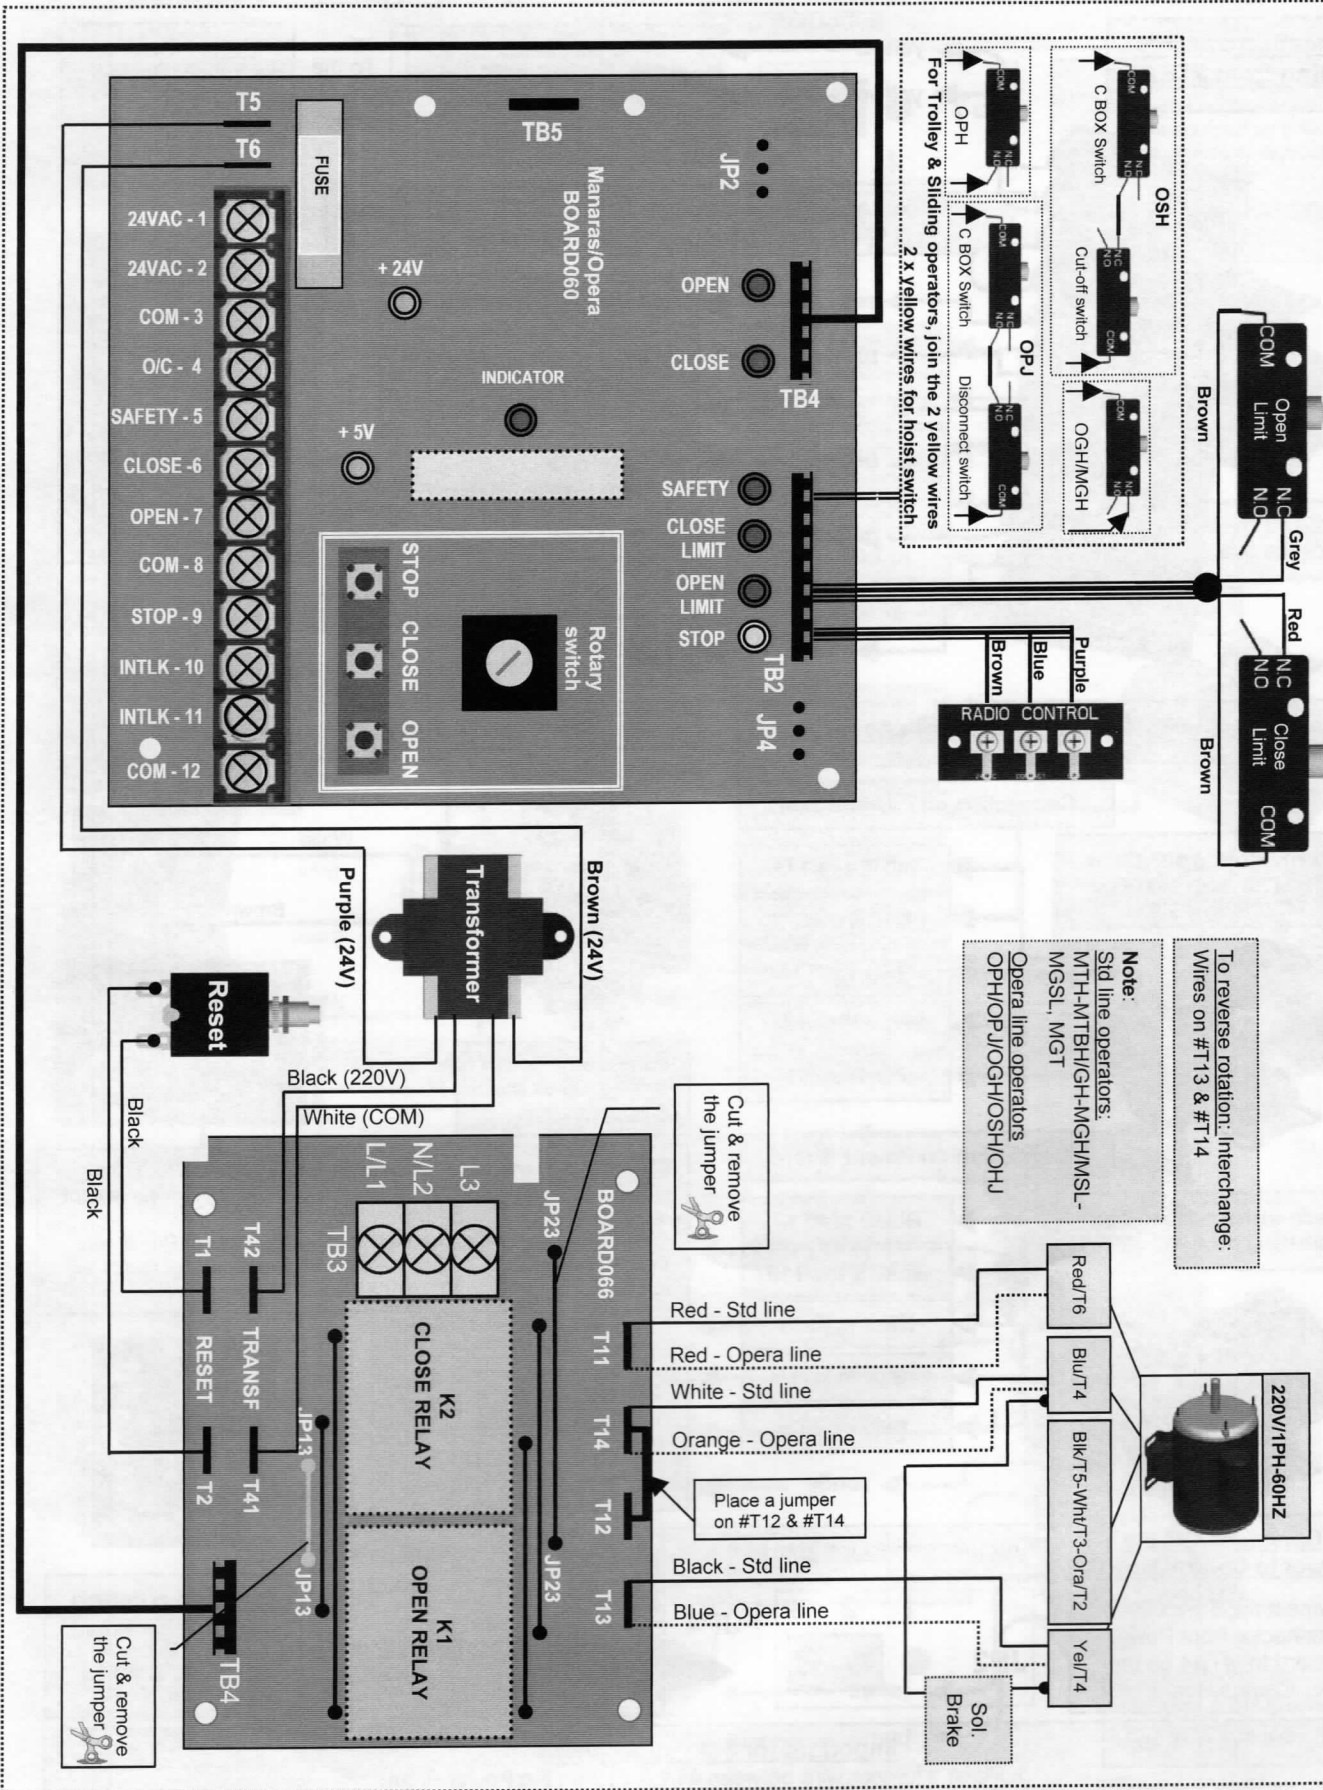 T5
T6
FUSE
TB5
Manaras/Opera
BOARD060
JP2
24VAC - 1
24VAC - 2
COM - 3
O/C - 4
SAFETY - 5
CLOSE -6
OPEN - 7
COM - 8
STOP - 9
INTLK - 10
INTLK - 11
COM - 12
+ 24V
INDICATOR
+ 5V
OPEN
CLOSE
TB4
SAFETY
CLOSE
LIMIT
OPEN
LIMIT
STOP
TB2
JP4
STOP
CLOSE
OPEN
Rotary
switch
COM
N.C
N.O
C BOX Switch
OSH
N.C
N.O
COM
Cut-off switch
COM
N.C
N.O
OPH
COM
N.C
N.O
C BOX Switch
OPJ
N.C
N.O
COM
Disconnect switch
COM
N.C
N.O
OGH/MGH
For Trolley & Sliding operators, join the 2 yellow wires
2 x yellow wires for hoist switch
COM
Open
Limit
N.C
N.O
Brown
Grey
Red
N.C
N.O
Close
Limit
COM
Brown
Purple
Blue
Brown
RADIO CONTROL
Transformer
Brown (24V)
Purple (24V)
Reset
Black (220V)
White (COM)
Black
Black
To reverse rotation: Interchange:
Wires on #T13 & #T14
Note:
Std line operators:
MTH-MTBH/GH-MGH/MSL-
MGSL, MGT
Opera line operators
OPH/OPJ/OGH/OSH/OHJ
Cut & remove
the jumper
L/L1
N/L2
L3
TB3
JP23
BOARD066
T1
T42
RESET
TRANSF
T2
T41
JP13
JP13
TB4
K2
CLOSE RELAY
K1
OPEN RELAY
JP23
T11
T14
T12
T13
Red - Std line
Red - Opera line
White - Std line
Orange - Opera line
Place a jumper
on #T12 & #T14
Black - Std line
Blue - Opera line
Red/T6
Blu/T4
Blk/T5-Wht/T3-Ora/T2
Yel/T4
220V/1PH-60HZ
Sol.
Brake
Cut & remove
the jumper